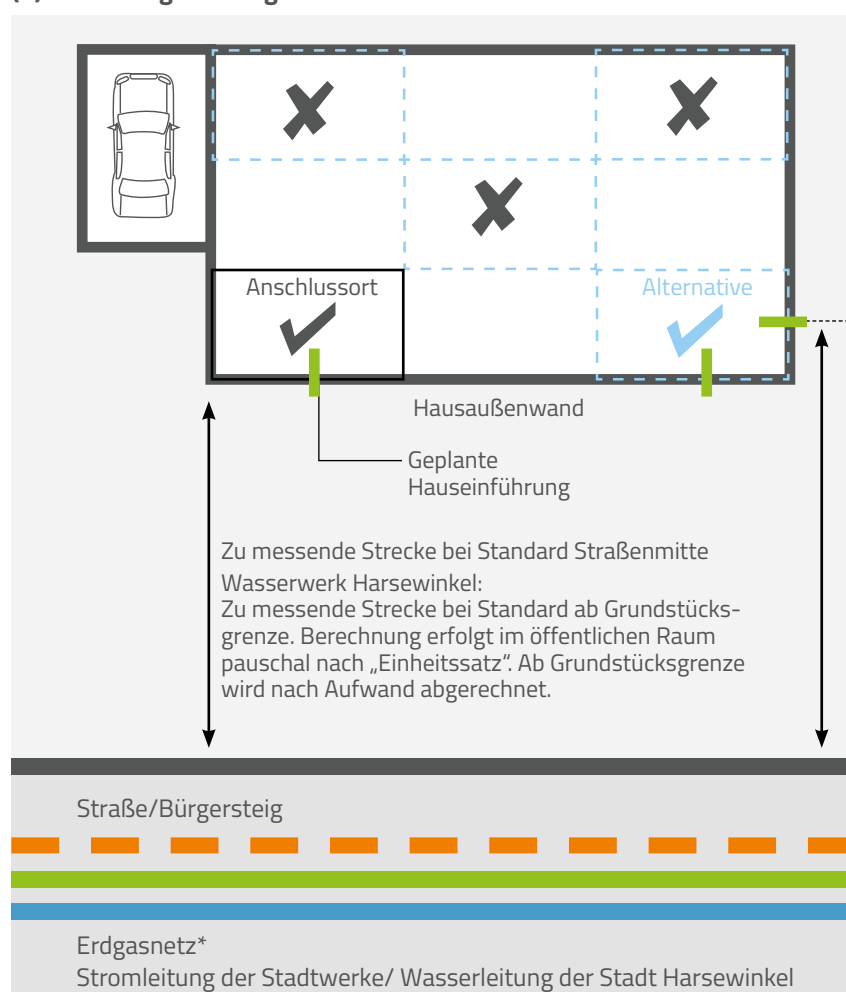 Anschlussort
Alternative
Hausaußenwand
Geplante
Hauseinführung
Zu messende Strecke bei Standard Straßenmitte
Wasserwerk Harsewinkel:
Zu messende Strecke bei Standard ab Grundstücks-
grenze. Berechnung erfolgt im öffentlichen Raum
pauschal nach „Einheitssatz“. Ab Grundstücksgrenze
wird nach Aufwand abgerechnet.
Straße/Bürgersteig
Erdgasnetz*
Stromleitung der Stadtwerke/ Wasserleitung der Stadt Harsewinkel